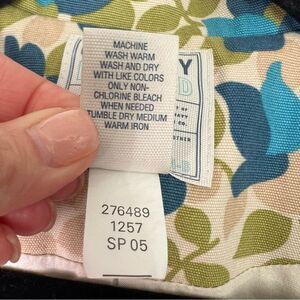 MACHINE
WASH WARM
WASH AND DRY
WITH LIKE COLORS
ONLY NON-
CHLORINE BLEACH
WHEN NEEDED
TUMBLE DRY MEDIUM
WARM IRON
276489
1257
SP 05